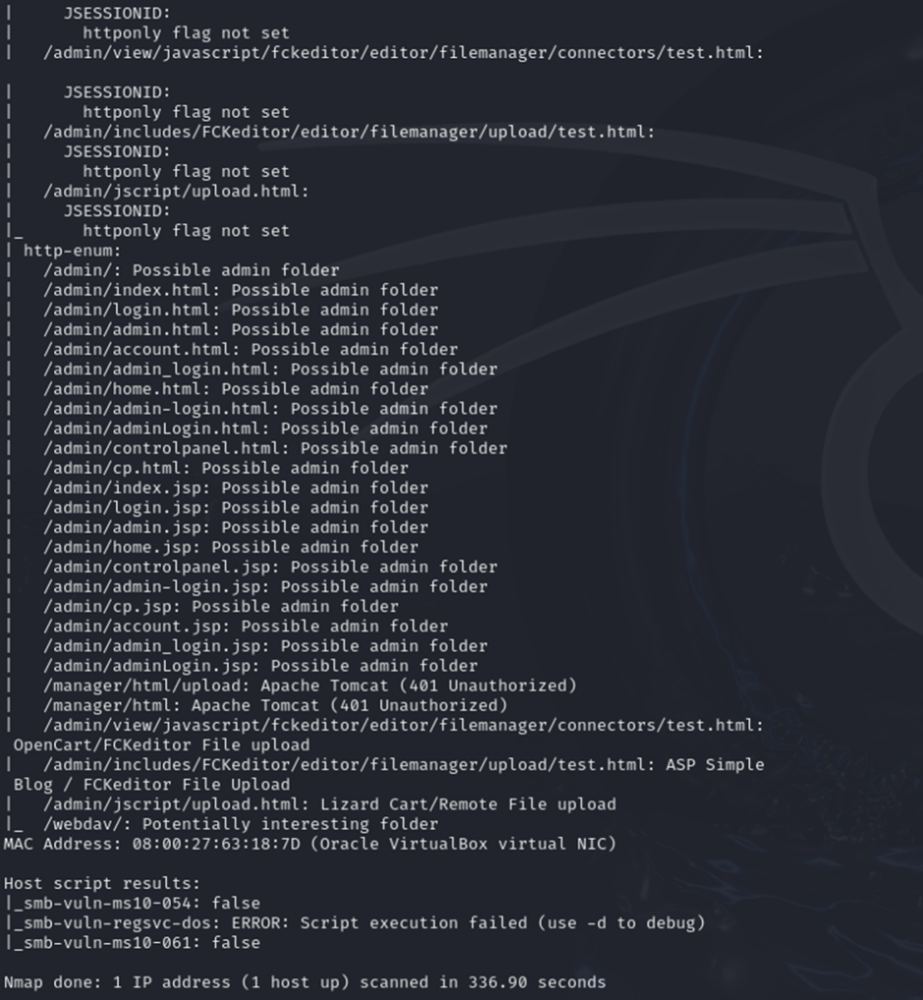 |     JSESSIONID:
|       httponly flag not set
|   /admin/view/javascript/fckeditor/editor/filemanager/connectors/test.html:
|     JSESSIONID:
|       httponly flag not set
|   /admin/includes/FCKeditor/editor/filemanager/upload/test.html:
|     JSESSIONID:
|       httponly flag not set
|   /admin/jscript/upload.html:
|     JSESSIONID:
|_      httponly flag not set
| http-enum:
|   /admin/: Possible admin folder
|   /admin/index.html: Possible admin folder
|   /admin/login.html: Possible admin folder
|   /admin/admin.html: Possible admin folder
|   /admin/account.html: Possible admin folder
|   /admin/admin_login.html: Possible admin folder
|   /admin/home.html: Possible admin folder
|   /admin/admin-login.html: Possible admin folder
|   /admin/adminLogin.html: Possible admin folder
|   /admin/controlpanel.html: Possible admin folder
|   /admin/cp.html: Possible admin folder
|   /admin/index.jsp: Possible admin folder
|   /admin/login.jsp: Possible admin folder
|   /admin/admin.jsp: Possible admin folder
|   /admin/home.jsp: Possible admin folder
|   /admin/controlpanel.jsp: Possible admin folder
|   /admin/admin-login.jsp: Possible admin folder
|   /admin/cp.jsp: Possible admin folder
|   /admin/account.jsp: Possible admin folder
|   /admin/admin_login.jsp: Possible admin folder
|   /admin/adminLogin.jsp: Possible admin folder
|   /manager/html/upload: Apache Tomcat (401 Unauthorized)
|   /manager/html: Apache Tomcat (401 Unauthorized)
|   /admin/view/javascript/fckeditor/editor/filemanager/connectors/test.html:
 OpenCart/FCKeditor File upload
|   /admin/includes/FCKeditor/editor/filemanager/upload/test.html: ASP Simple
 Blog / FCKeditor File Upload
|   /admin/jscript/upload.html: Lizard Cart/Remote File upload
|_  /webdav/: Potentially interesting folder
MAC Address: 08:00:27:63:18:7D (Oracle VirtualBox virtual NIC)
Host script results:
|_smb-vuln-ms10-054: false
|_smb-vuln-regsvc-dos: ERROR: Script execution failed (use -d to debug)
|_smb-vuln-ms10-061: false
Nmap done: 1 IP address (1 host up) scanned in 336.90 seconds